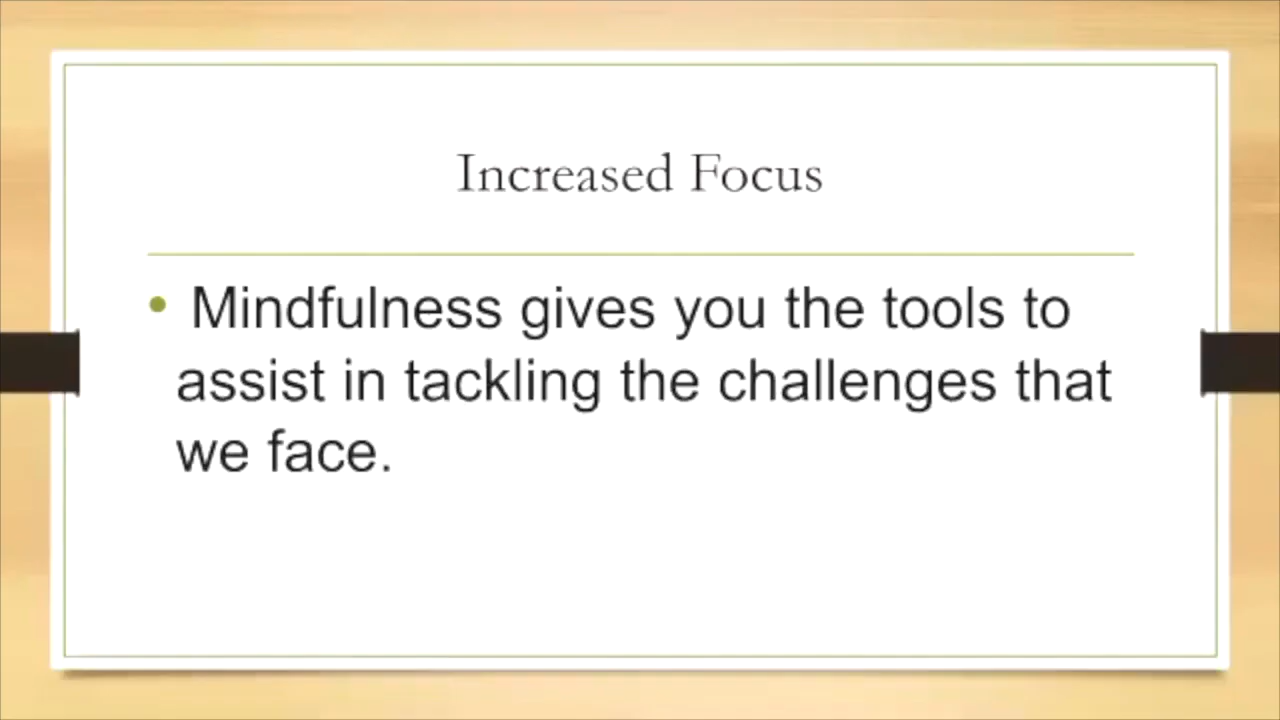 Increased Focus
• Mindfulness gives you the tools to
assist in tackling the challenges that
we face.